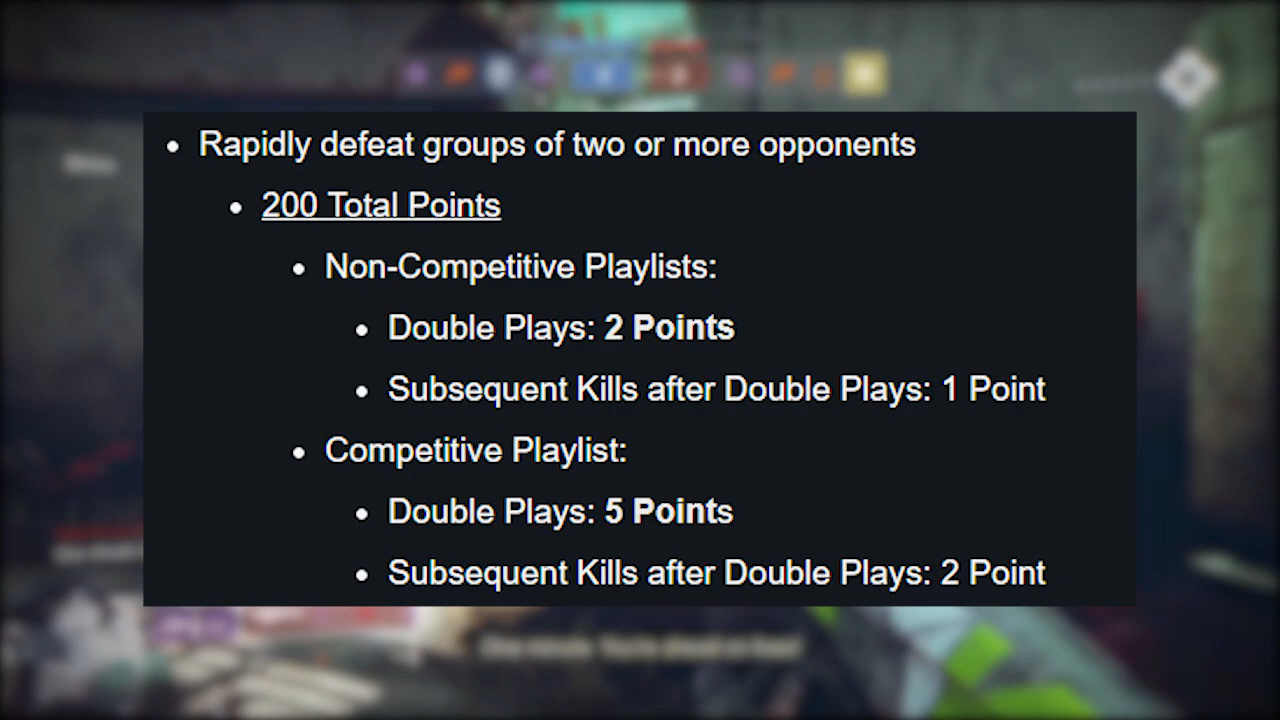 Rapidly defeat groups of two or more opponents
200 Total Points
Non-Competitive Playlists:
Double Plays: 2 Points
Subsequent Kills after Double Plays: 1 Point
Competitive Playlist:
Double Plays: 5 Points
Subsequent Kills after Double Plays: 2 Point